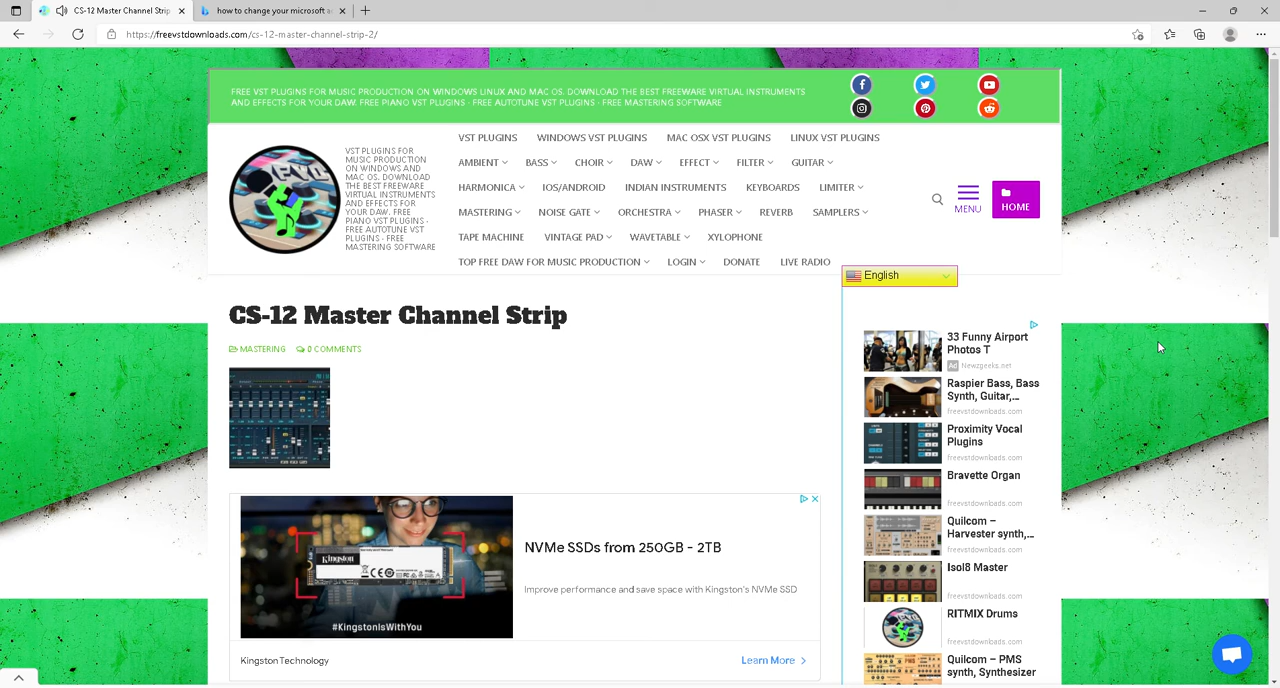 CS-12 Master Channel Strip
how to change your microsoft a
https://freevstdownloads.com/cs-12-master-channel-strip-2/
FREE VST PLUGINS FOR MUSIC PRODUCTION ON WINDOWS LINUX AND MAC OS. DOWNLOAD THE BEST FREEWARE VIRTUAL INSTRUMENTS
AND EFFECTS FOR YOUR DAW. FREE PIANO VST PLUGINS · FREE AUTOTUNE VST PLUGINS · FREE MASTERING SOFTWARE
VST PLUGINS FOR
MUSIC PRODUCTION
ON WINDOWS AND
MAC OS. DOWNLOAD
THE BEST FREEWARE
VIRTUAL INSTRUMENTS
AND EFFECTS FOR
YOUR DAW. FREE
PIANO VST PLUGINS ·
FREE AUTOTUNE VST
PLUGINS · FREE
MASTERING SOFTWARE
VST PLUGINS WINDOWS VST PLUGINS MAC OSX VST PLUGINS LINUX VST PLUGINS
AMBIENT BASS CHOIR DAW EFFECT FILTER GUITAR
HARMONICA IOS/ANDROID INDIAN INSTRUMENTS KEYBOARDS LIMITER
MASTERING NOISE GATE ORCHESTRA PHASER REVERB SAMPLERS
TAPE MACHINE VINTAGE PAD WAVETABLE XYLOPHONE
TOP FREE DAW FOR MUSIC PRODUCTION LOGIN DONATE LIVE RADIO
MENU
HOME
English
CS-12 Master Channel Strip
MASTERING 0 COMMENTS
Kingston
#KingstonIsWithYou
NVMe SSDs from 250GB - 2TB
Improve performance and save space with Kingston's NVMe SSD
Kingston Technology
Learn More
33 Funny Airport
Photos T
Ad Newzgeeks.net
Raspier Bass, Bass
Synth, Guitar,...
freevstdownloads.com
Proximity Vocal
Plugins
freevstdownloads.com
Bravette Organ
freevstdownloads.com
Quilcom –
Harvester synth,...
freevstdownloads.com
Isol8 Master
freevstdownloads.com
RITMIX Drums
freevstdownloads.com
Quilcom – PMS
synth, Synthesizer